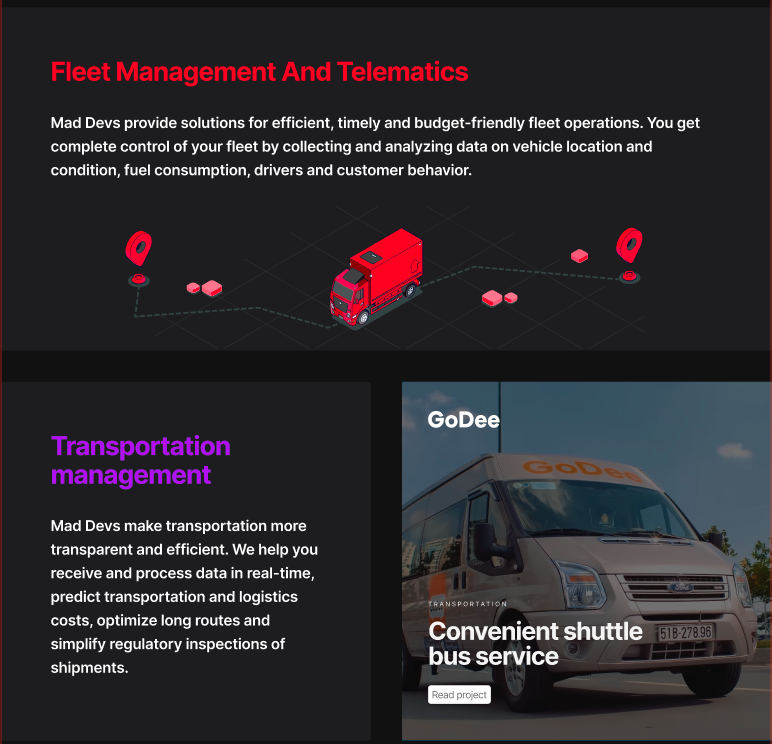 Fleet Management And Telematics
Mad Devs provide solutions for efficient, timely and budget-friendly fleet operations. You get
complete control of your fleet by collecting and analyzing data on vehicle location and
condition, fuel consumption, drivers and customer behavior.
Transportation
management
Mad Devs make transportation more
transparent and efficient. We help you
receive and process data in real-time,
predict transportation and logistics
costs, optimize long routes and
simplify regulatory inspections of
shipments.
GoDee
GoDee
Ford
51B-278.96
TRANSPORTATION
Convenient shuttle
bus service
Read project